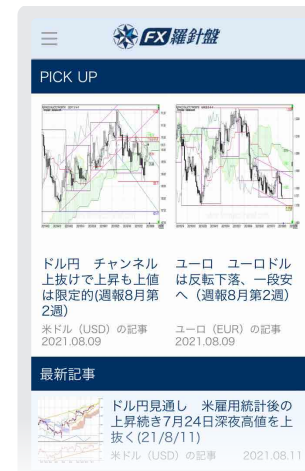 FX羅針盤
PICK UP
ドル円 チャンネル
上抜けで上昇も上値
は限定的(週報8月第
2週)
米ドル（USD）の記事
2021.08.09
ユーロ ユーロドル
は反転下落、一段安
へ（週報8月第2週）
ユーロ（EUR）の記事
2021.08.09
最新記事
ドル円見通し 米雇用統計後の
上昇続き7月24日深夜高値を上
抜く(21/8/11)
米ドル（USD）の記事 2021.08.11